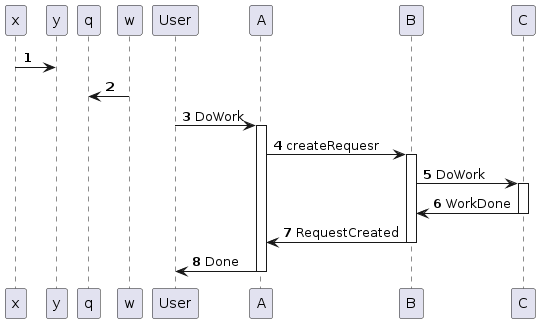 x y q w User A B C
1
2
3 DoWork
4 createRequesr
5 DoWork
6 WorkDone
7 RequestCreated
8 Done
x y q w User A B C